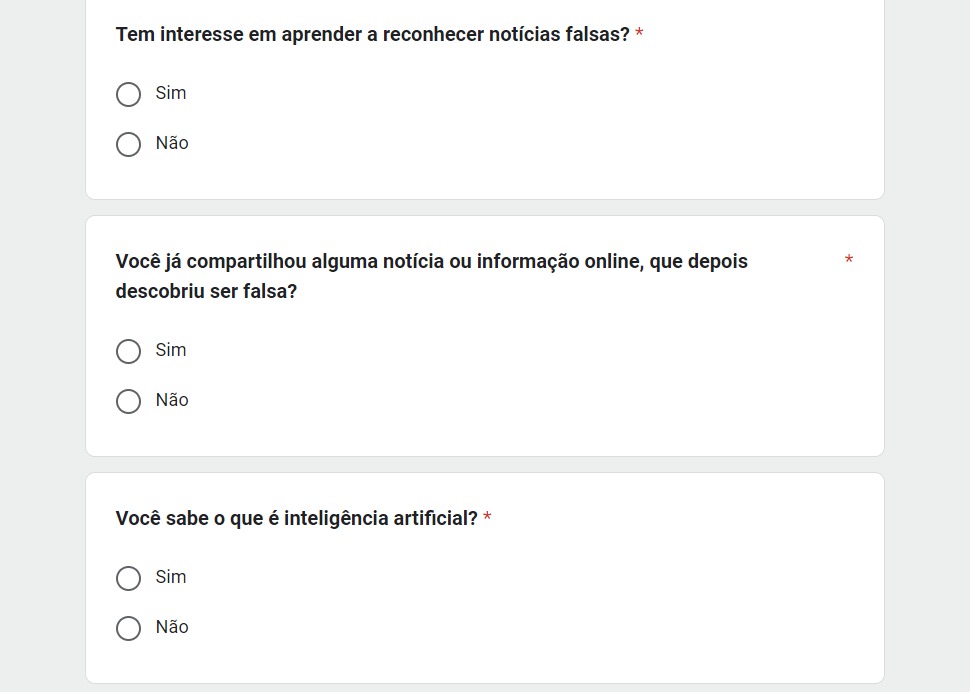 Tem interesse em aprender a reconhecer notícias falsas? *
Sim
Não
Você já compartilhou alguma notícia ou informação online, que depois *
descobriu ser falsa?
Sim
Não
Você sabe o que é inteligência artificial? *
Sim
Não